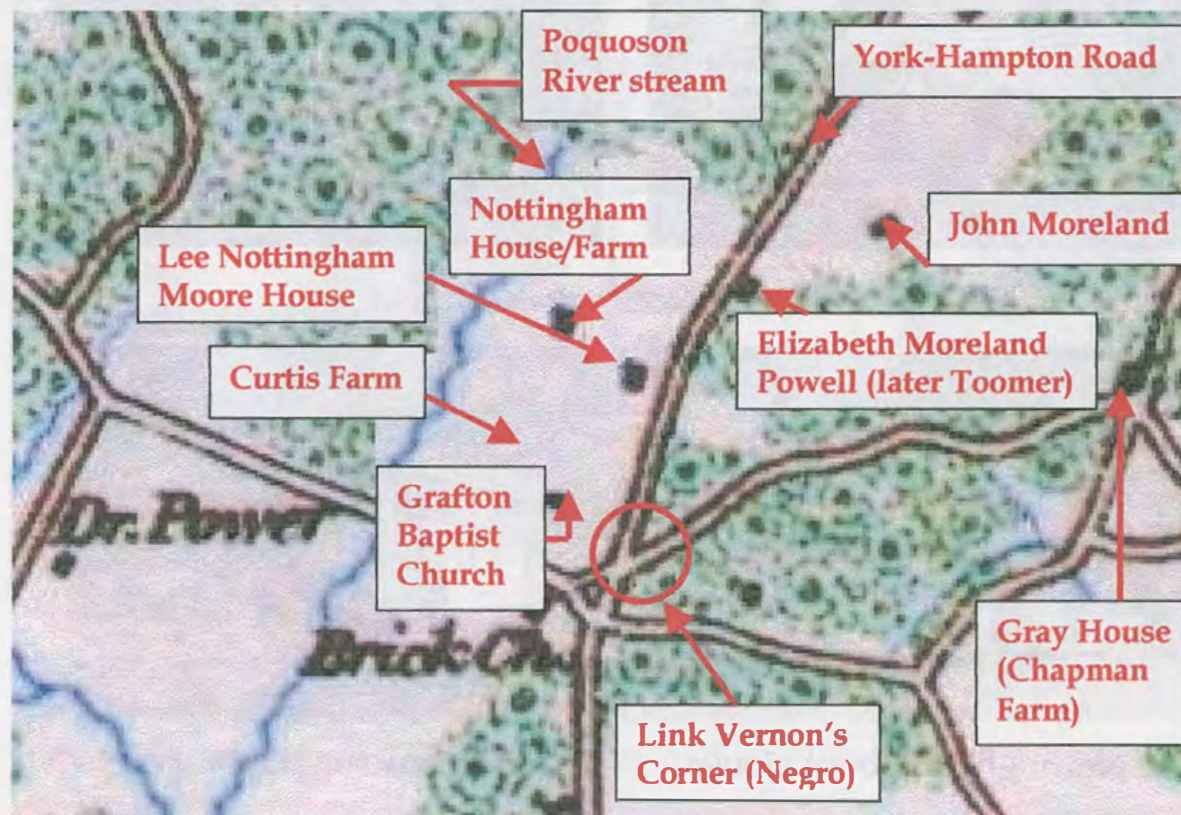 Poquoson
River stream
York-Hampton Road
Nottingham
House/Farm
John Moreland
Lee Nottingham
Moore House
Elizabeth Moreland
Powell (later Toomer)
Curtis Farm
Grafton
Baptist
Church
Dr. Power
Brick Ch.
Gray House
(Chapman
Farm)
Link Vernon's
Corner (Negro)